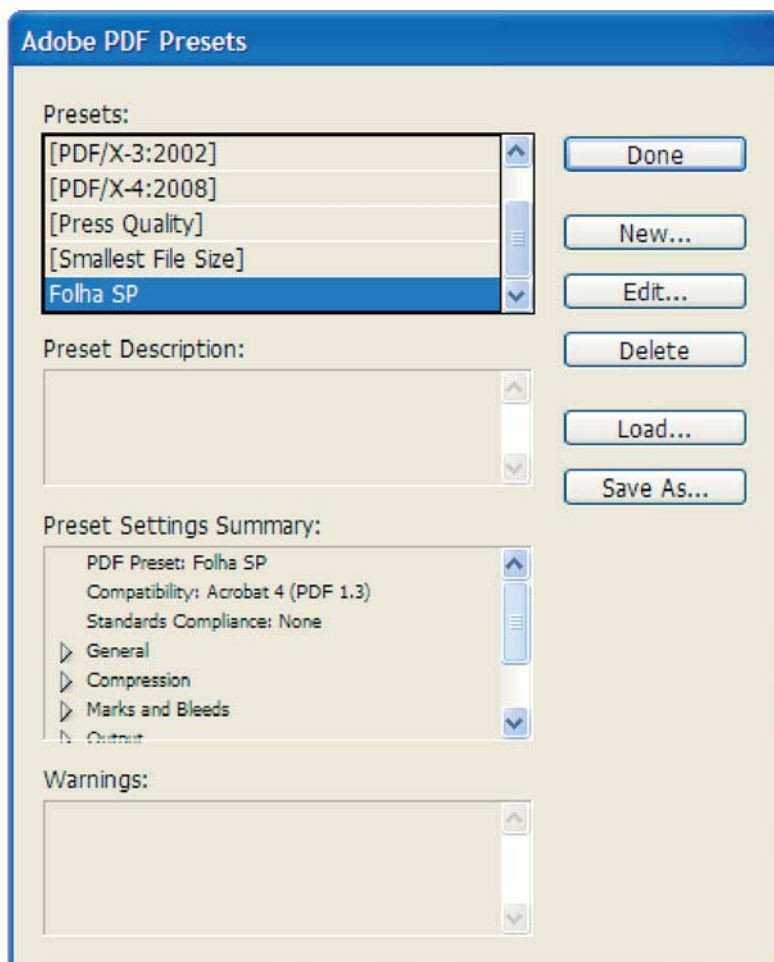 Adobe PDF Presets
Presets:
[PDF/X-3:2002]
[PDF/X-4:2008]
[Press Quality]
[Smallest File Size]
Folha SP
Done
New...
Edit...
Delete
Load...
Save As...
Preset Description:
Preset Settings Summary:
PDF Preset: Folha SP
Compatibility: Acrobat 4 (PDF 1.3)
Standards Compliance: None
General
Compression
Marks and Bleeds
Output
Warnings: